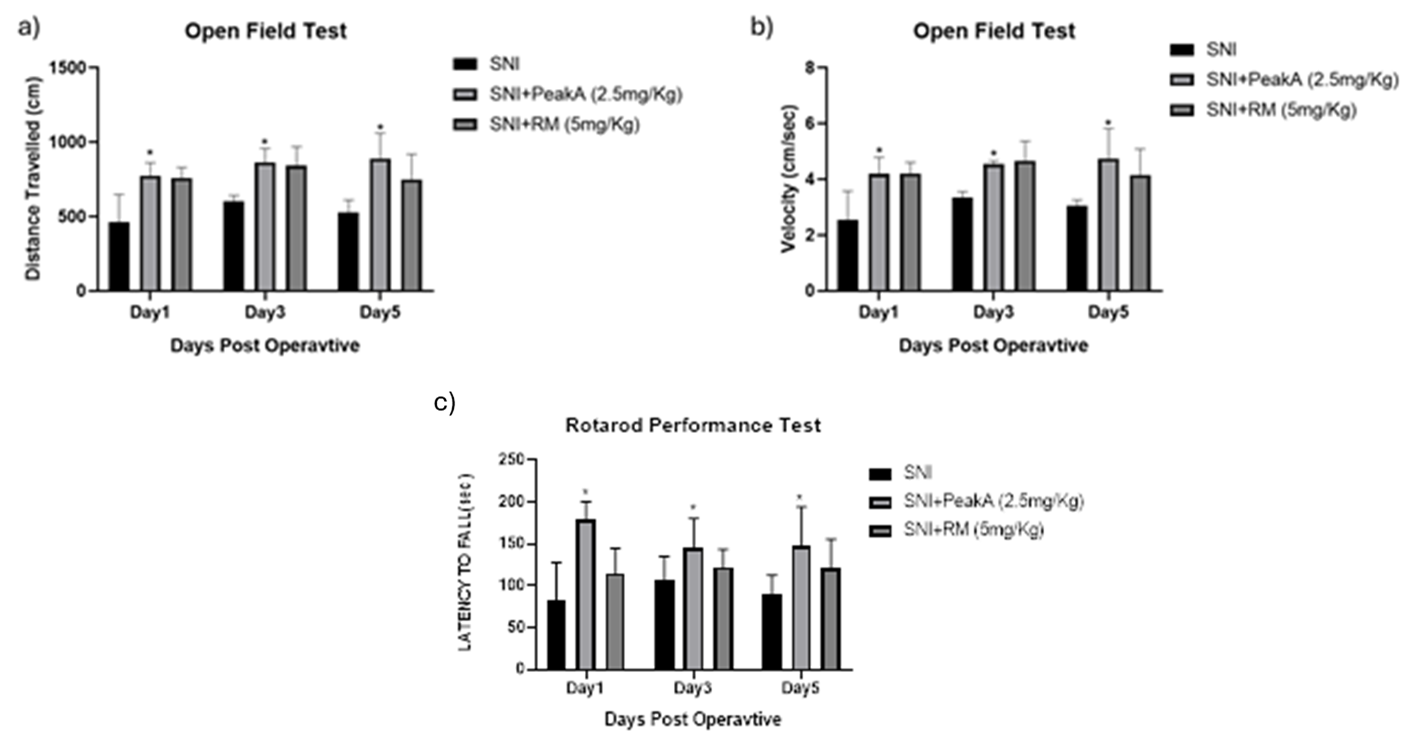 a)
Open Field Test
Distance Travelled (cm)
1500
1000
500
0
*
*
*
Day1
Day3
Day5
Days Post Operavtive
SNI
SNI+PeakA (2.5mg/Kg)
SNI+RM (5mg/Kg)
b)
Open Field Test
Velocity (cm/sec)
8
6
4
2
0
*
*
*
Day1
Day3
Day5
Days Post Operavtive
SNI
SNI+PeakA (2.5mg/Kg)
SNI+RM (5mg/Kg)
c)
Rotarod Performance Test
LATENCY TO FALL(sec)
250
200
150
100
50
0
*
*
*
Day1
Day3
Day5
Days Post Operavtive
SNI
SNI+PeakA (2.5mg/Kg)
SNI+RM (5mg/Kg)